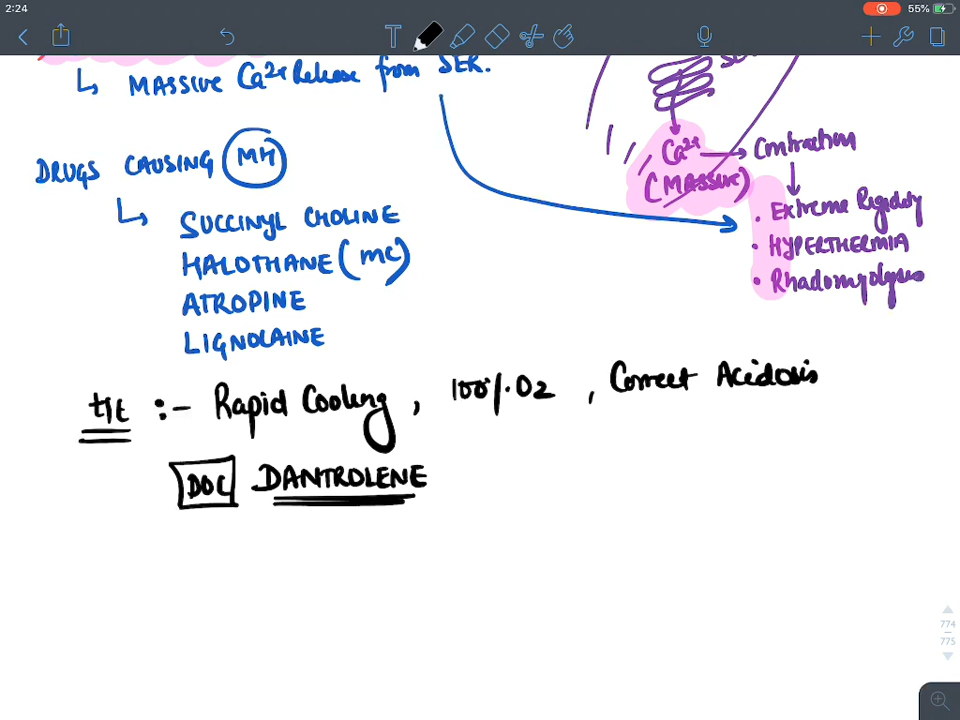 2:24
55%
MASSIVE Ca2+ Release from SER.
Ca2+ → Contraction
(MASSIVE)
DRUGS CAUSING MH
SUCCINYL CHOLINE
HALOTHANE (MC)
ATROPINE
LIGNOCAINE
• Extreme Rigidity
• HYPERTHERMIA
• Rhadomyolysis
:- Rapid Cooling, 100% O2, Correct Acidosis
DOC DANTROLENE
774
775